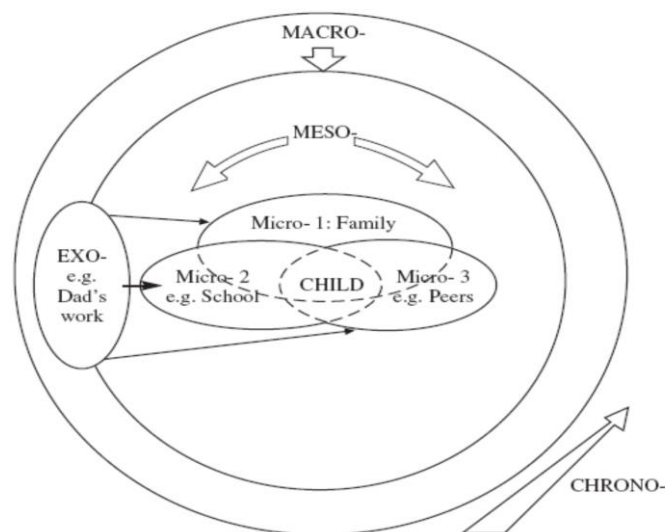 MACRO-
MESO-
Micro- 1: Family
EXO-
e.g.
Dad's
work
Micro- 2
e.g. School
CHILD
Micro- 3
e.g. Peers
CHRONO-